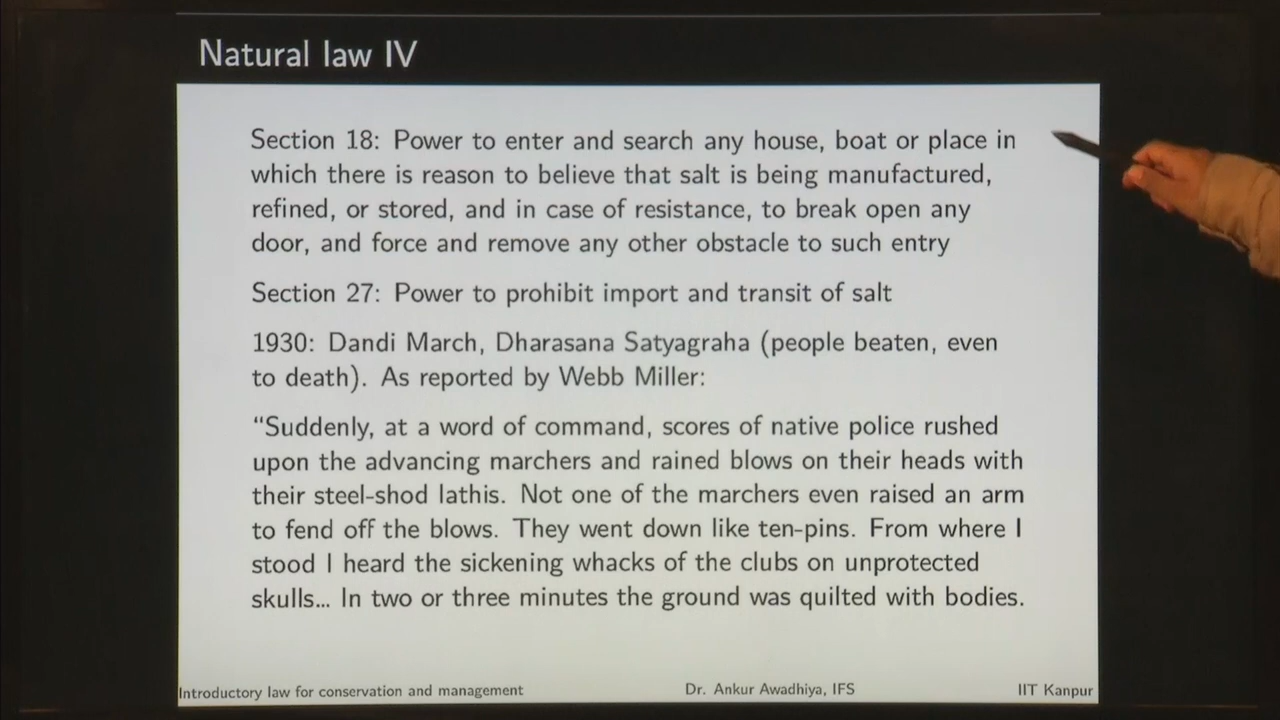 Natural law IV
Section 18: Power to enter and search any house, boat or place in
which there is reason to believe that salt is being manufactured,
refined, or stored, and in case of resistance, to break open any
door, and force and remove any other obstacle to such entry
Section 27: Power to prohibit import and transit of salt
1930: Dandi March, Dharasana Satyagraha (people beaten, even
to death). As reported by Webb Miller:
“Suddenly, at a word of command, scores of native police rushed
upon the advancing marchers and rained blows on their heads with
their steel-shod lathis. Not one of the marchers even raised an arm
to fend off the blows. They went down like ten-pins. From where I
stood I heard the sickening whacks of the clubs on unprotected
skulls... In two or three minutes the ground was quilted with bodies.
Introductory law for conservation and management Dr. Ankur Awadhiya, IFS IIT Kanpur